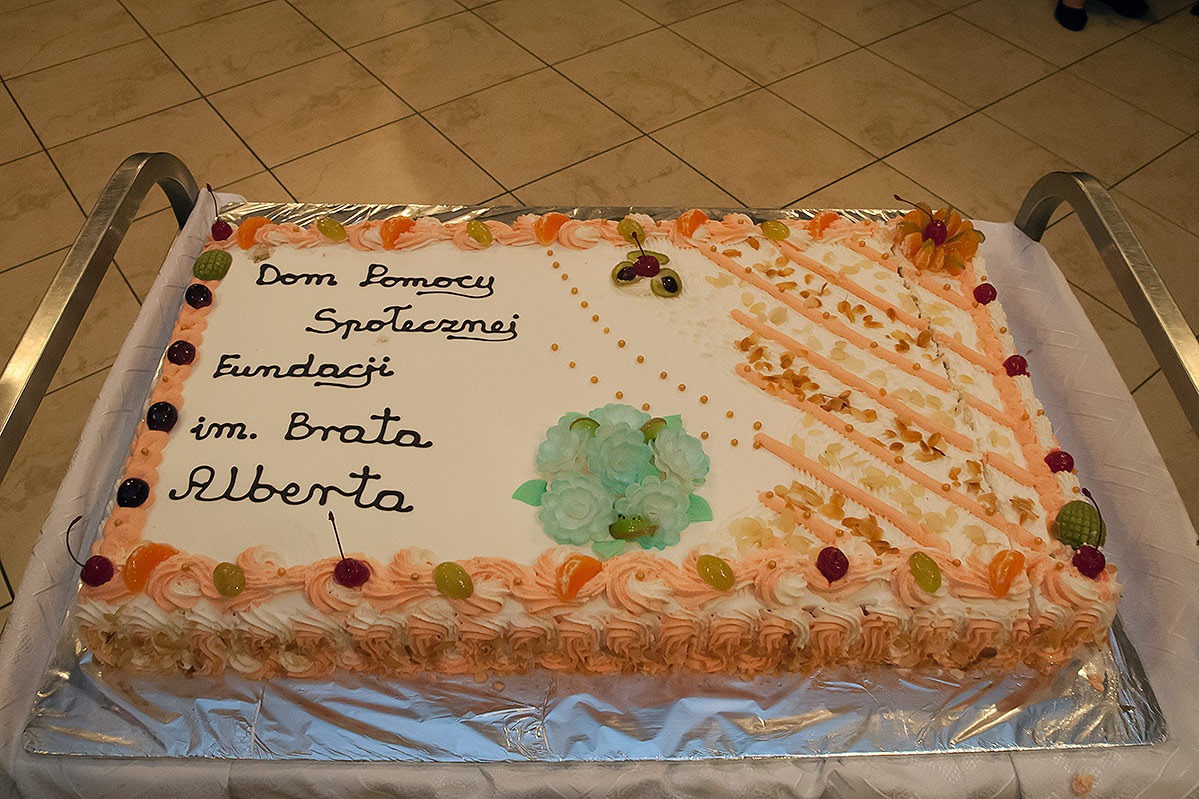 Dom Pomocy
Społecznej
Fundacji
im. Brata
Alberta